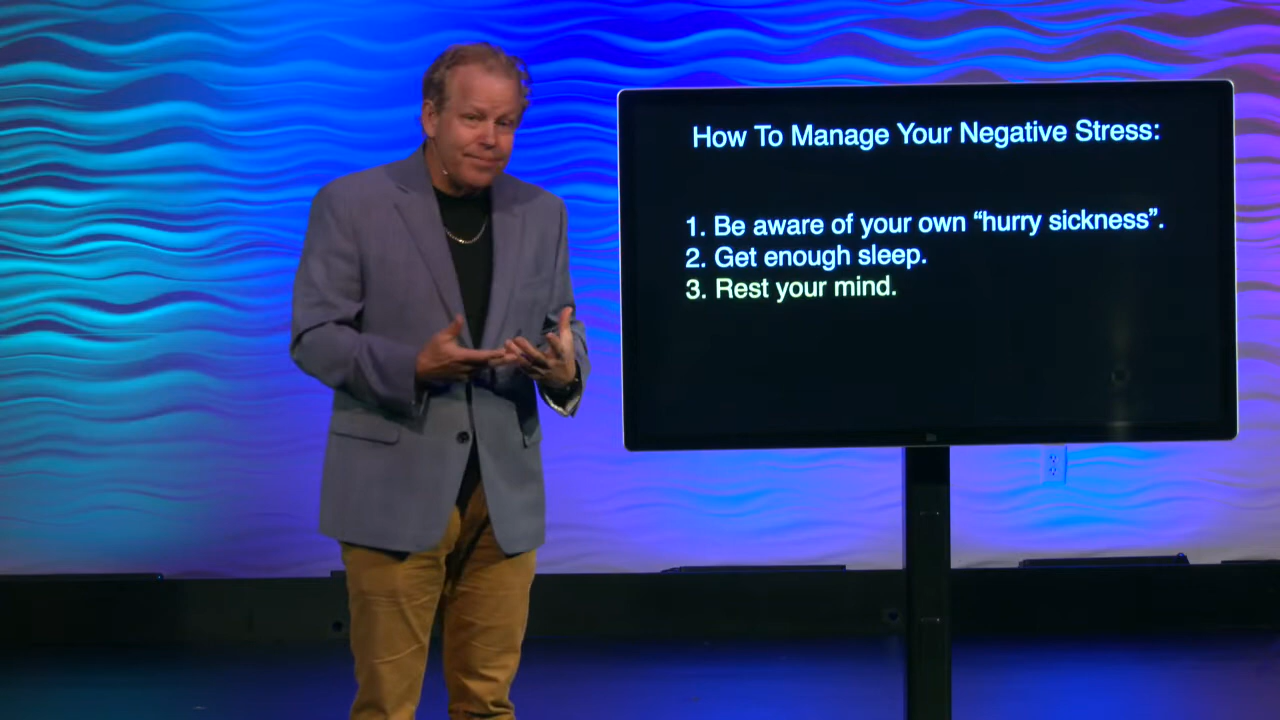 How To Manage Your Negative Stress:
1. Be aware of your own “hurry sickness”.
2. Get enough sleep.
3. Rest your mind.